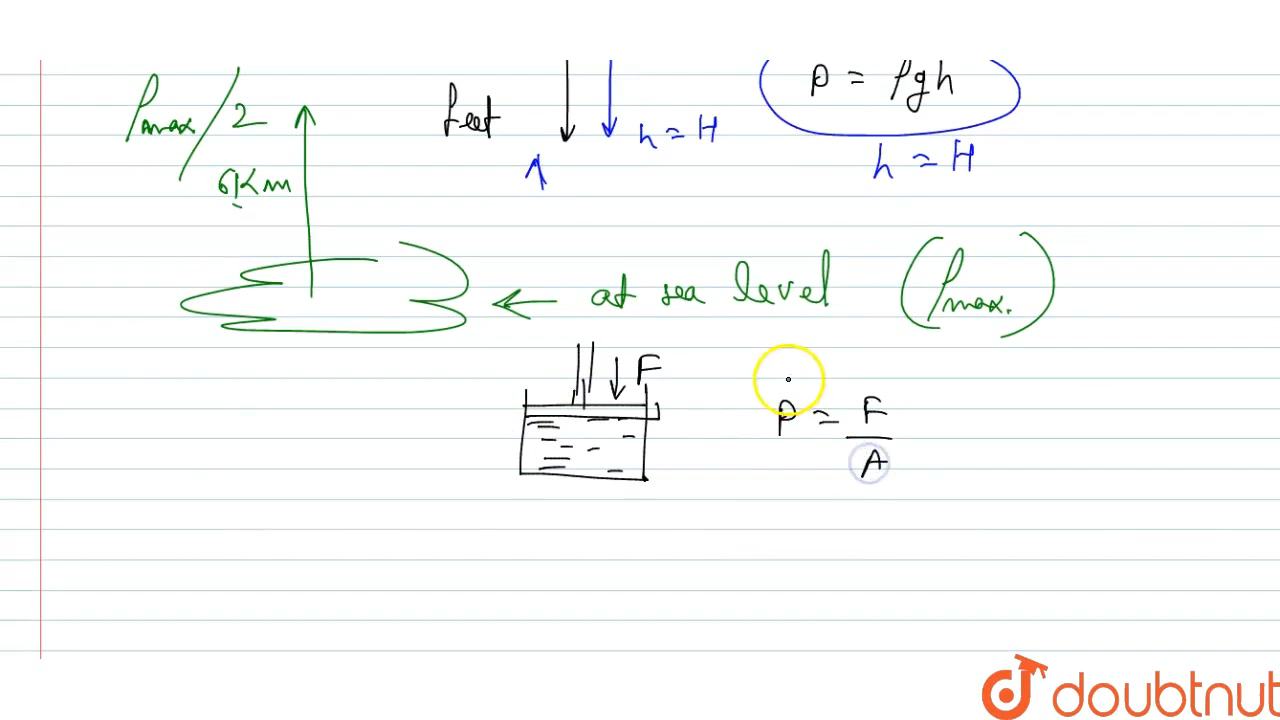 P = ρgh
ρmax/2
feet
h = H
h = H
6Km
← at sea level (ρmax.)
F
P = F/A
doubtnut